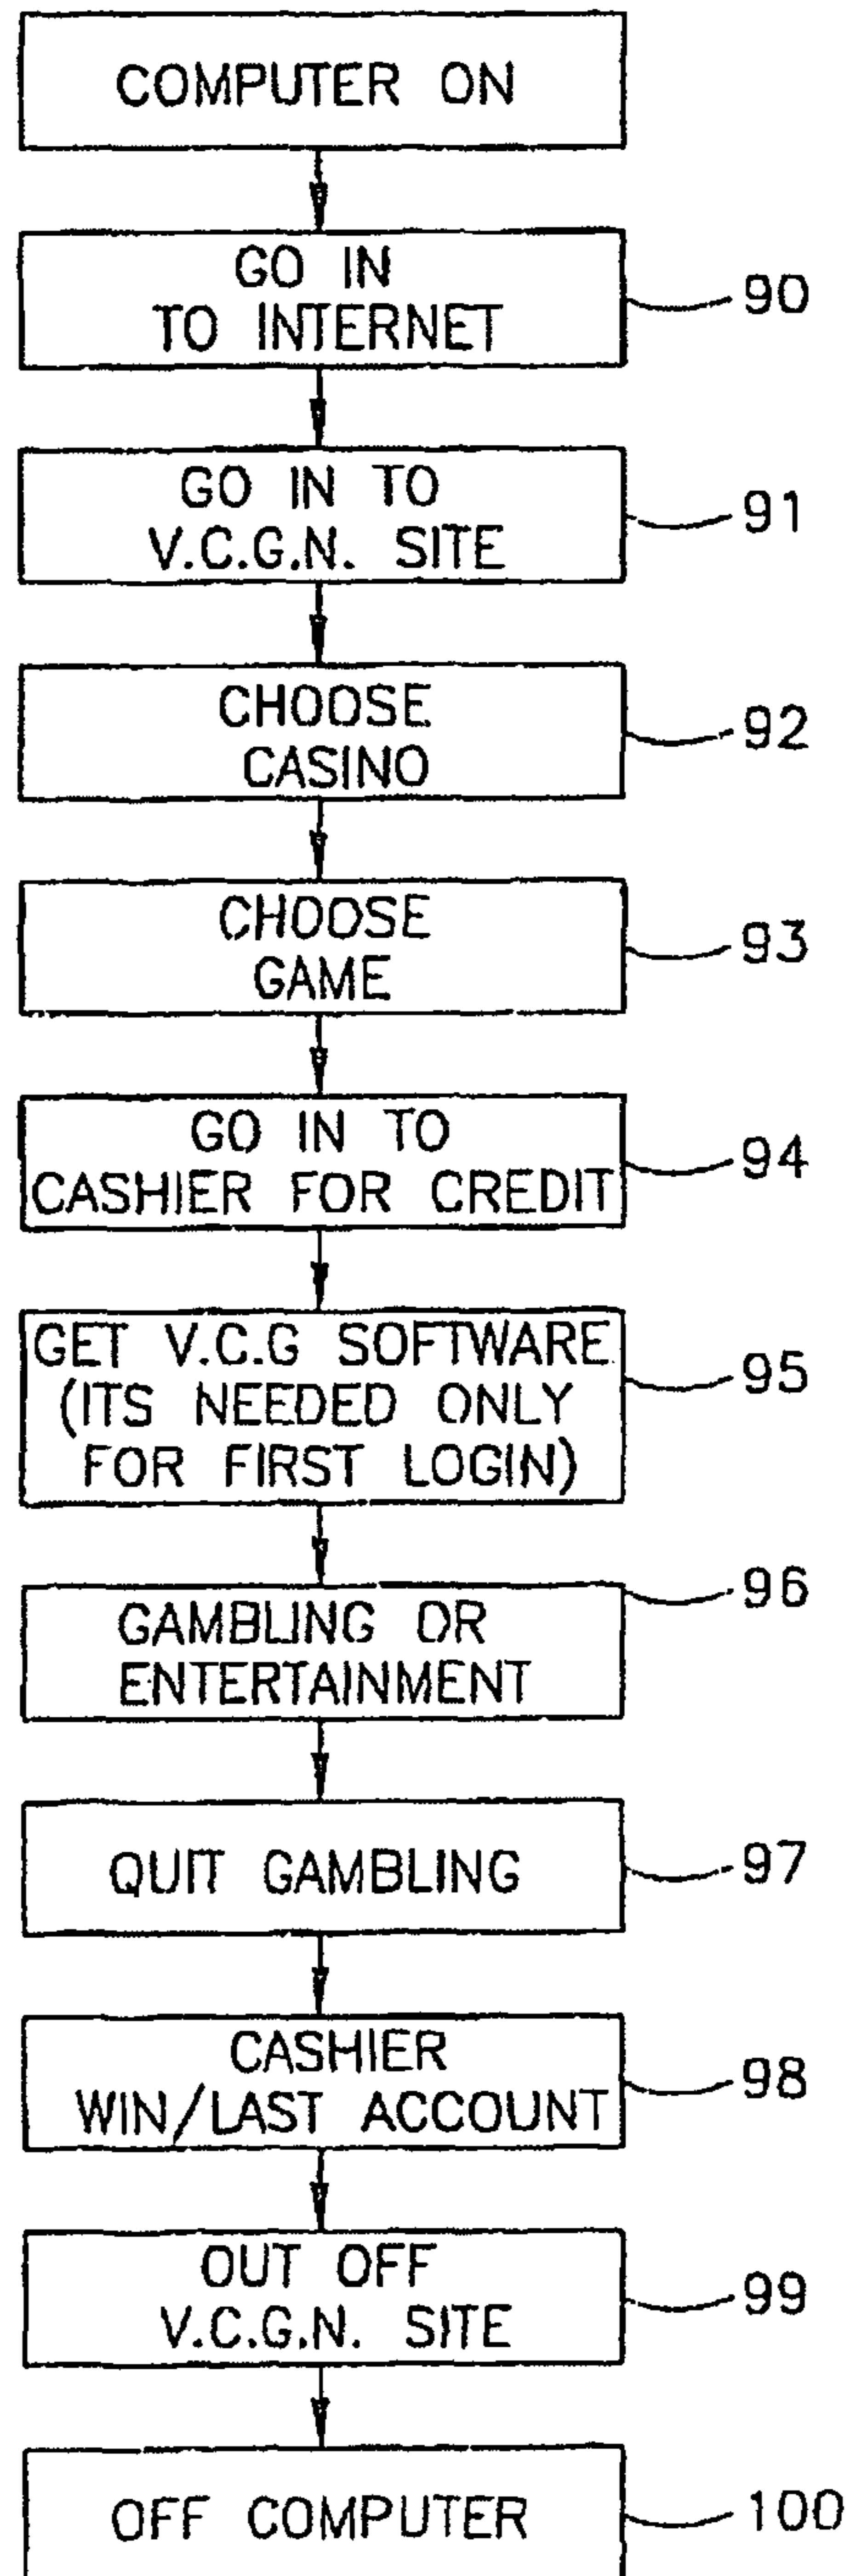 COMPUTER ON
GO IN
TO INTERNET
90
GO IN TO
V.C.G.N. SITE
91
CHOOSE
CASINO
92
CHOOSE
GAME
93
GO IN TO
CASHIER FOR CREDIT
94
GET V.C.G SOFTWARE
(ITS NEEDED ONLY
FOR FIRST LOGIN)
95
GAMBLING OR
ENTERTAINMENT
96
QUIT GAMBLING
97
CASHIER
WIN/LAST ACCOUNT
98
OUT OFF
V.C.G.N. SITE
99
OFF COMPUTER
100